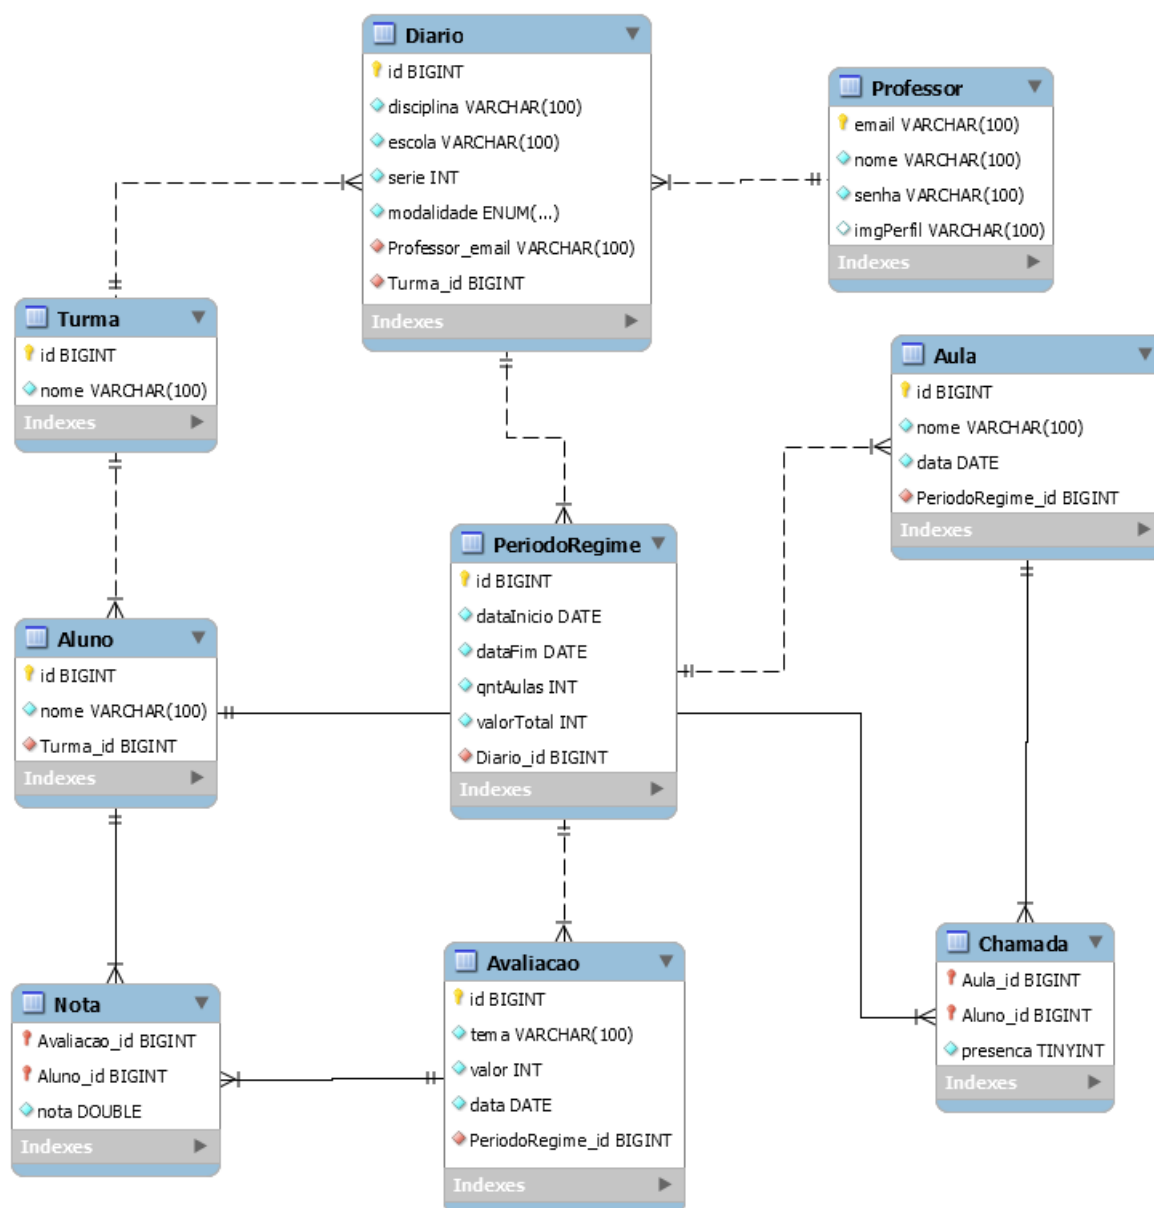 Diario
id BIGINT
disciplina VARCHAR(100)
escola VARCHAR(100)
serie INT
modalidade ENUM(...)
Professor_email VARCHAR(100)
Turma_id BIGINT
Indexes
Professor
email VARCHAR(100)
nome VARCHAR(100)
senha VARCHAR(100)
imgPerfil VARCHAR(100)
Indexes
Turma
id BIGINT
nome VARCHAR(100)
Indexes
Aula
id BIGINT
nome VARCHAR(100)
data DATE
PeriodoRegime_id BIGINT
Indexes
PeriodoRegime
id BIGINT
dataInicio DATE
dataFim DATE
qntAulas INT
valorTotal INT
Diario_id BIGINT
Indexes
Aluno
id BIGINT
nome VARCHAR(100)
Turma_id BIGINT
Indexes
Nota
Avaliacao_id BIGINT
Aluno_id BIGINT
nota DOUBLE
Indexes
Avaliacao
id BIGINT
tema VARCHAR(100)
valor INT
data DATE
PeriodoRegime_id BIGINT
Indexes
Chamada
Aula_id BIGINT
Aluno_id BIGINT
presenca TINYINT
Indexes